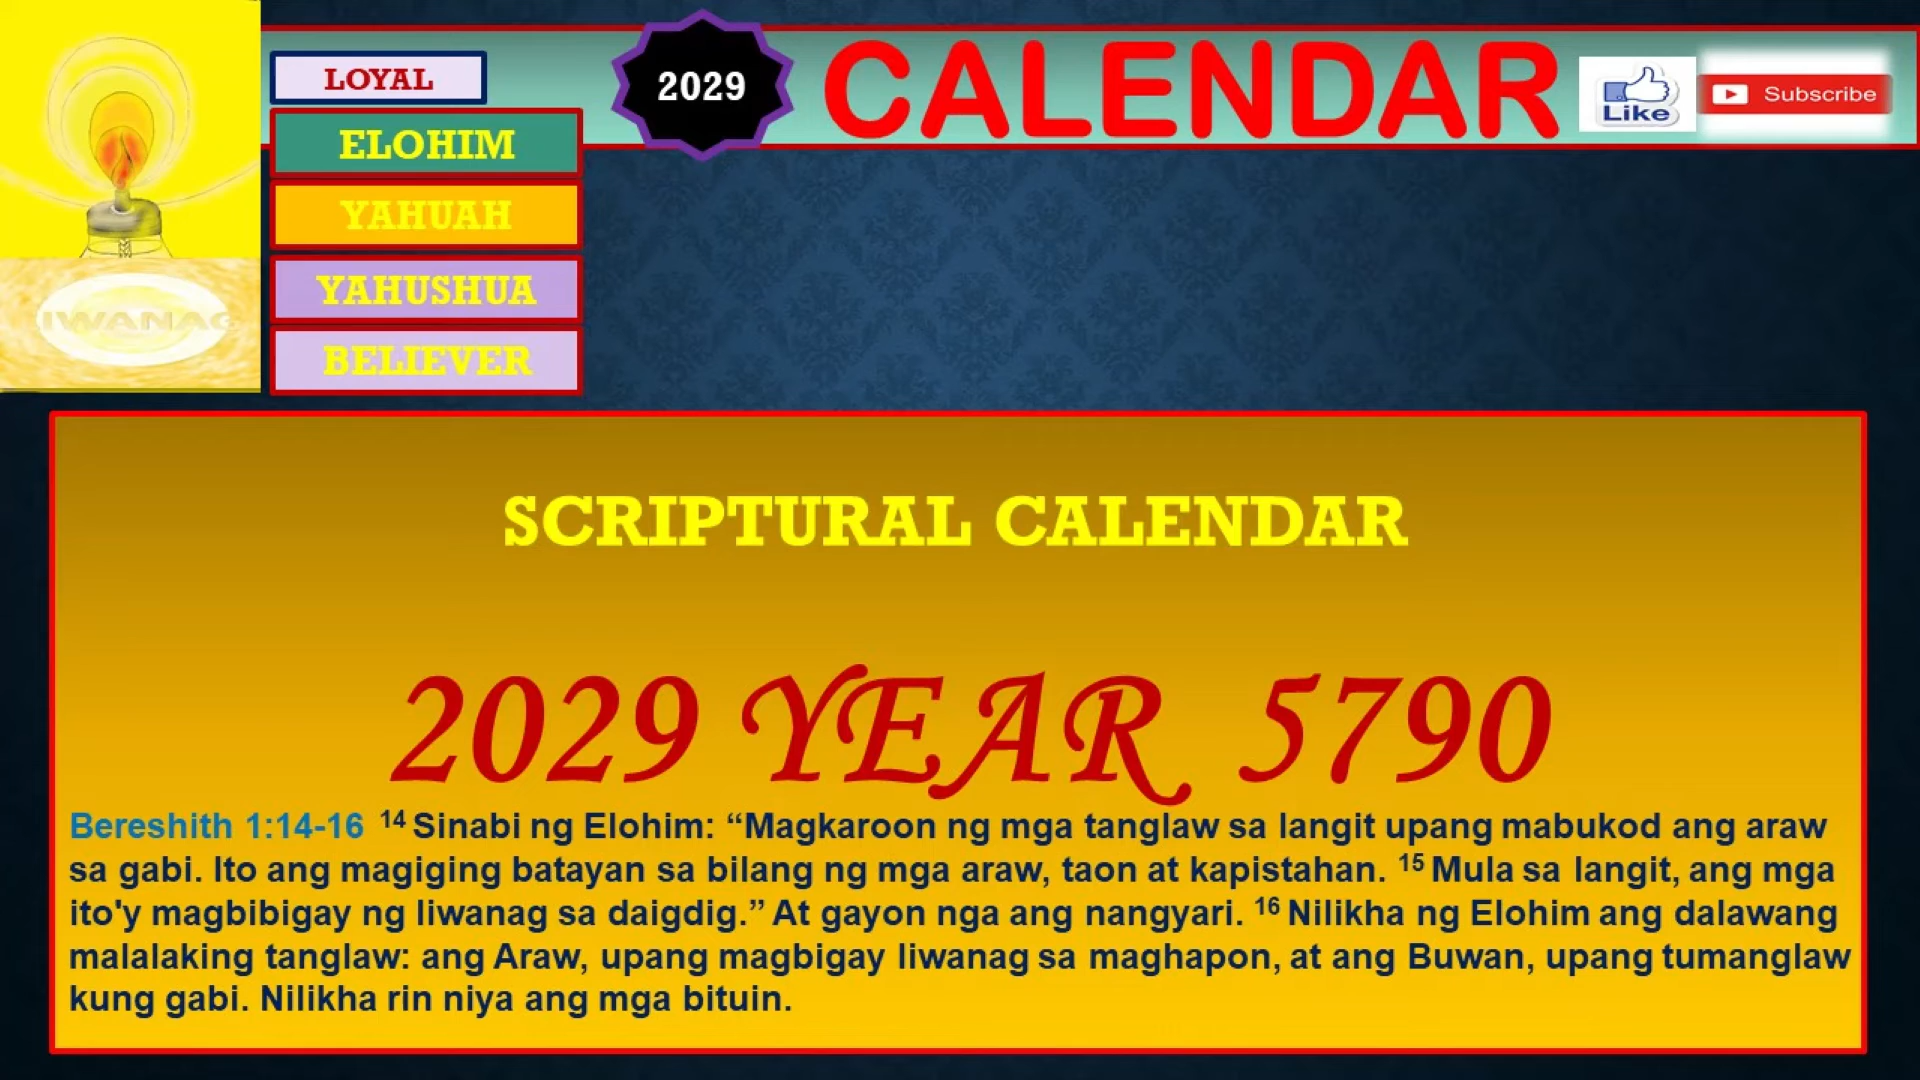 LOYAL
ELOHIM
YAHUAH
YAHUSHUA
BELIEVER
2029
CALENDAR
Like
Subscribe
IWANAG
SCRIPTURAL CALENDAR
2029 YEAR 5790
Bereshith 1:14-16 ¹⁴ Sinabi ng Elohim: “Magkaroon ng mga tanglaw sa langit upang mabukod ang araw
sa gabi. Ito ang magiging batayan sa bilang ng mga araw, taon at kapistahan. ¹⁵ Mula sa langit, ang mga
ito'y magbibigay ng liwanag sa daigdig.” At gayon nga ang nangyari. ¹⁶ Nilikha ng Elohim ang dalawang
malalaking tanglaw: ang Araw, upang magbigay liwanag sa maghapon, at ang Buwan, upang tumanglaw
kung gabi. Nilikha rin niya ang mga bituin.